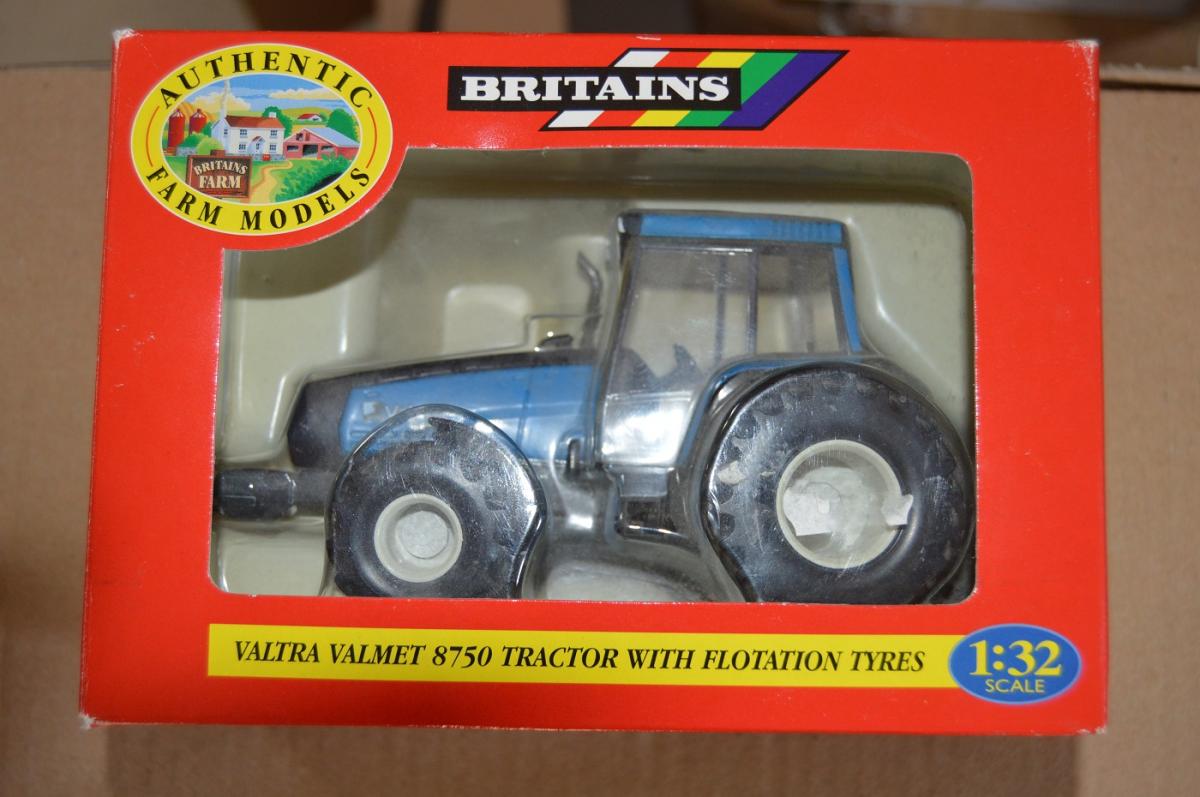 AUTHENTIC
FARM MODELS
BRITAINS
FARM
BRITAINS
VALTRA VALMET 8750 TRACTOR WITH FLOTATION TYRES
1:32
SCALE